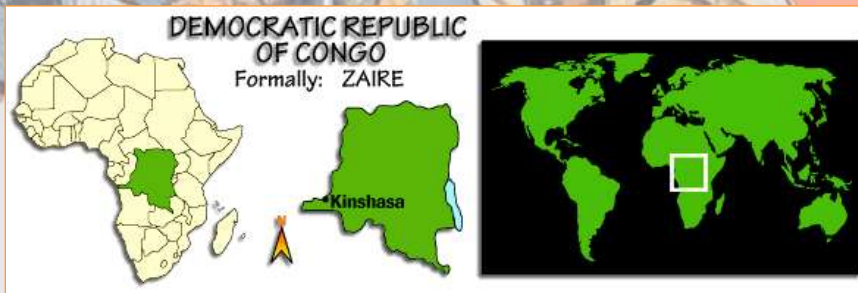 DEMOCRATIC REPUBLIC
OF CONGO
Formally: ZAIRE
Kinshasa
N